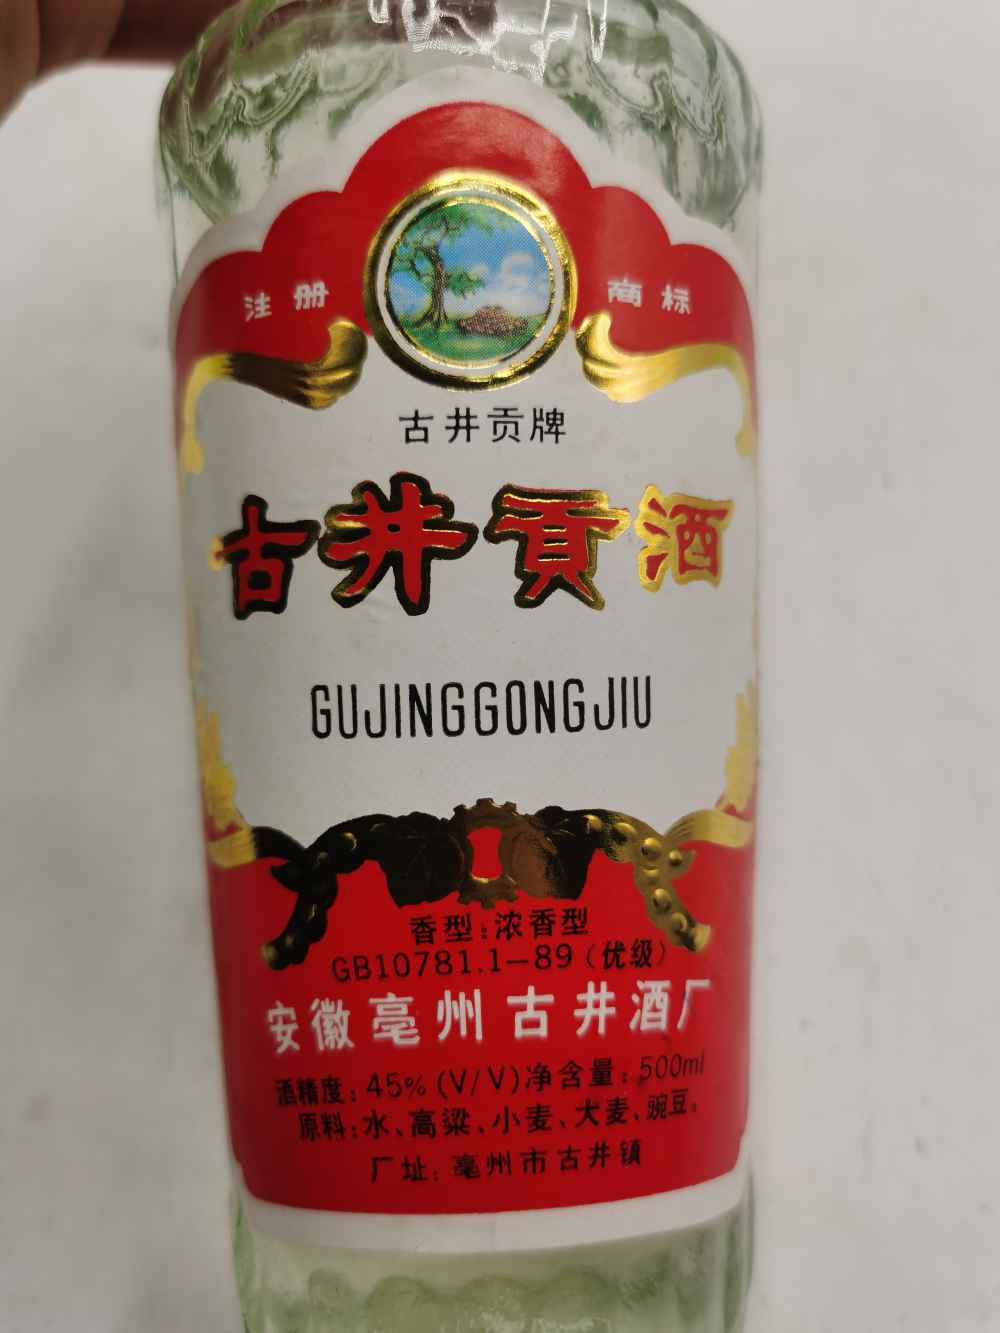 注册 商标
古井贡牌
古井貢酒
GUJINGGONGJIU
香型:浓香型
GB10781.1—89(优级)
安徽亳州古井酒厂
酒精度:45%(V/V)净含量:500ml
原料:水、高粱、小麦、大麦、豌豆。
厂址:亳州市古井镇